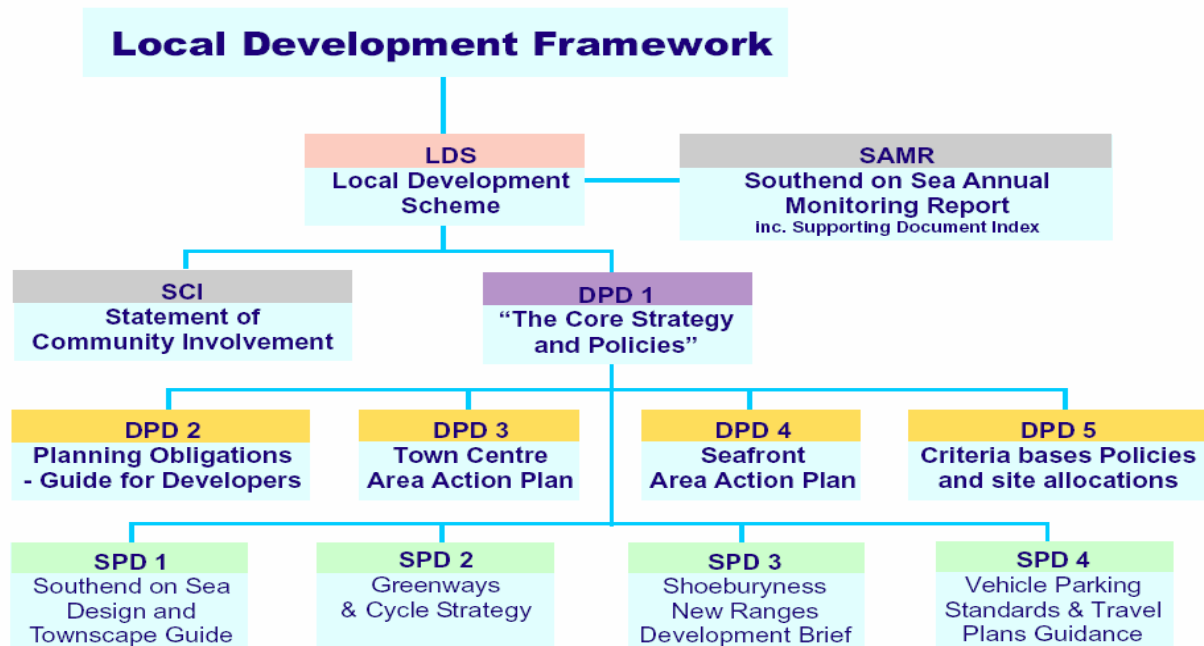 Local Development Framework
LDS
Local Development
Scheme
SAMR
Southend on Sea Annual
Monitoring Report
inc. Supporting Document Index
SCI
Statement of
Community Involvement
DPD 1
“The Core Strategy
and Policies”
DPD 2
Planning Obligations
- Guide for Developers
DPD 3
Town Centre
Area Action Plan
DPD 4
Seafront
Area Action Plan
DPD 5
Criteria bases Policies
and site allocations
SPD 1
Southend on Sea
Design and
Townscape Guide
SPD 2
Greenways
& Cycle Strategy
SPD 3
Shoeburyness
New Ranges
Development Brief
SPD 4
Vehicle Parking
Standards & Travel
Plans Guidance